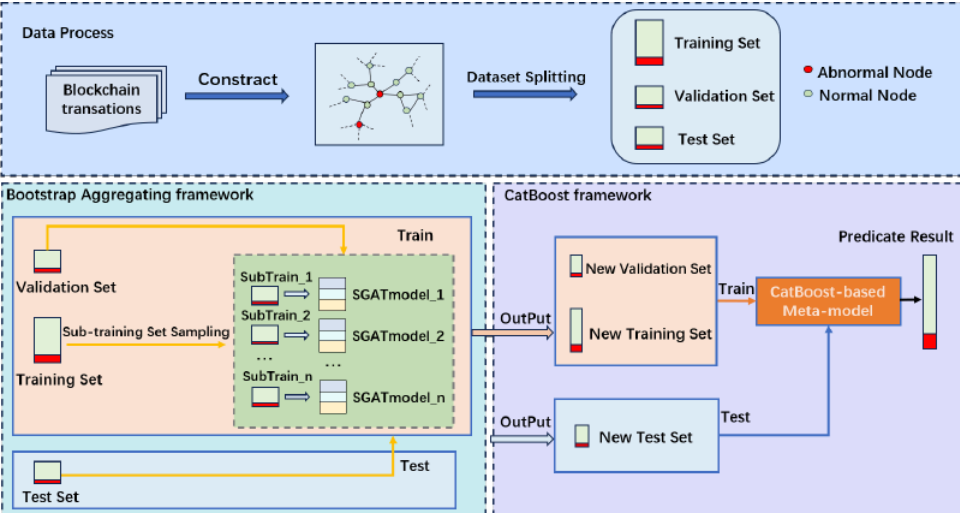 Data Process
Blockchain
transations
Constract
Dataset Splitting
Training Set
Validation Set
Test Set
Abnormal Node
Normal Node
Bootstrap Aggregating framework
Train
Validation Set
Sub-training Set Sampling
Training Set
SubTrain_1
SGATmodel_1
SubTrain_2
SGATmodel_2
...
...
SubTrain_n
SGATmodel_n
Test
Test Set
CatBoost framework
OutPut
New Validation Set
New Training Set
Train
CatBoost-based
Meta-model
Predicate Result
OutPut
New Test Set
Test